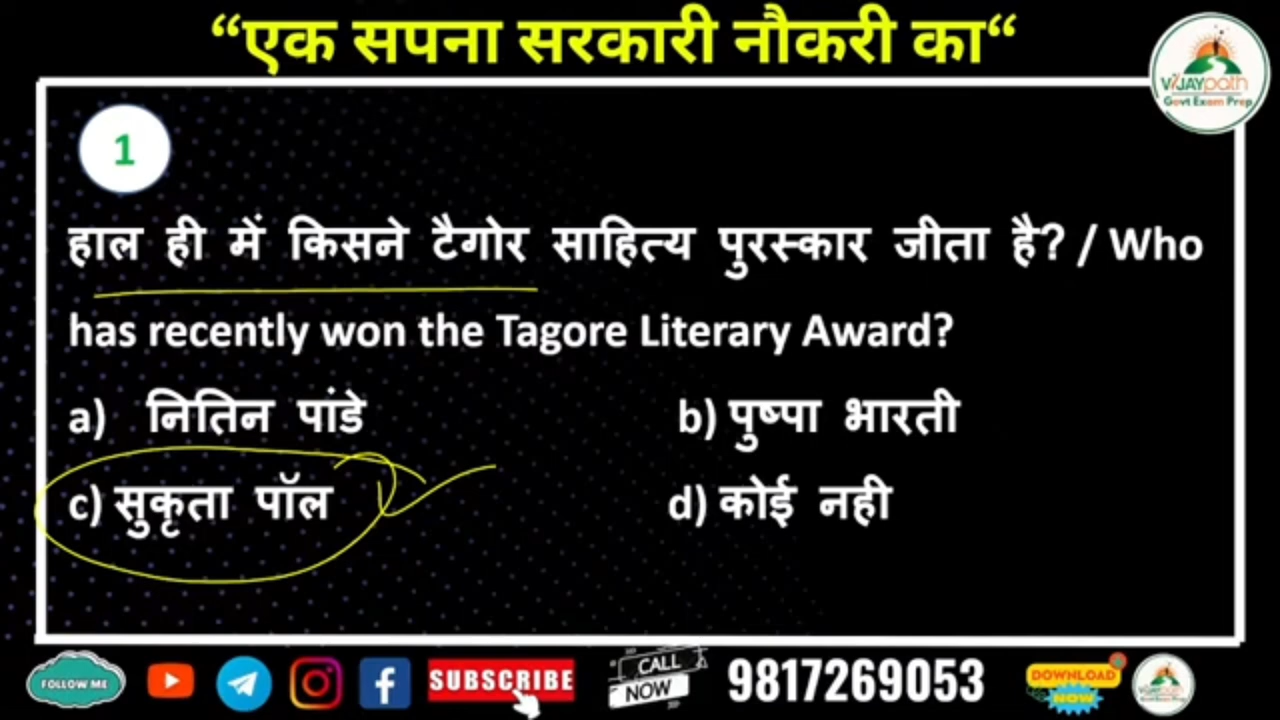 “एक सपना सरकारी नौकरी का“
VIJAYpath
Govt Exam Prep
1
हाल ही में किसने टैगोर साहित्य पुरस्कार जीता है? / Who
has recently won the Tagore Literary Award?
a) नितिन पांडे
b) पुष्पा भारती
c) सुकृता पॉल
d) कोई नही
FOLLOW ME
SUBSCRIBE
CALL
NOW
9817269053
DOWNLOAD
NOW
VIJAYpath